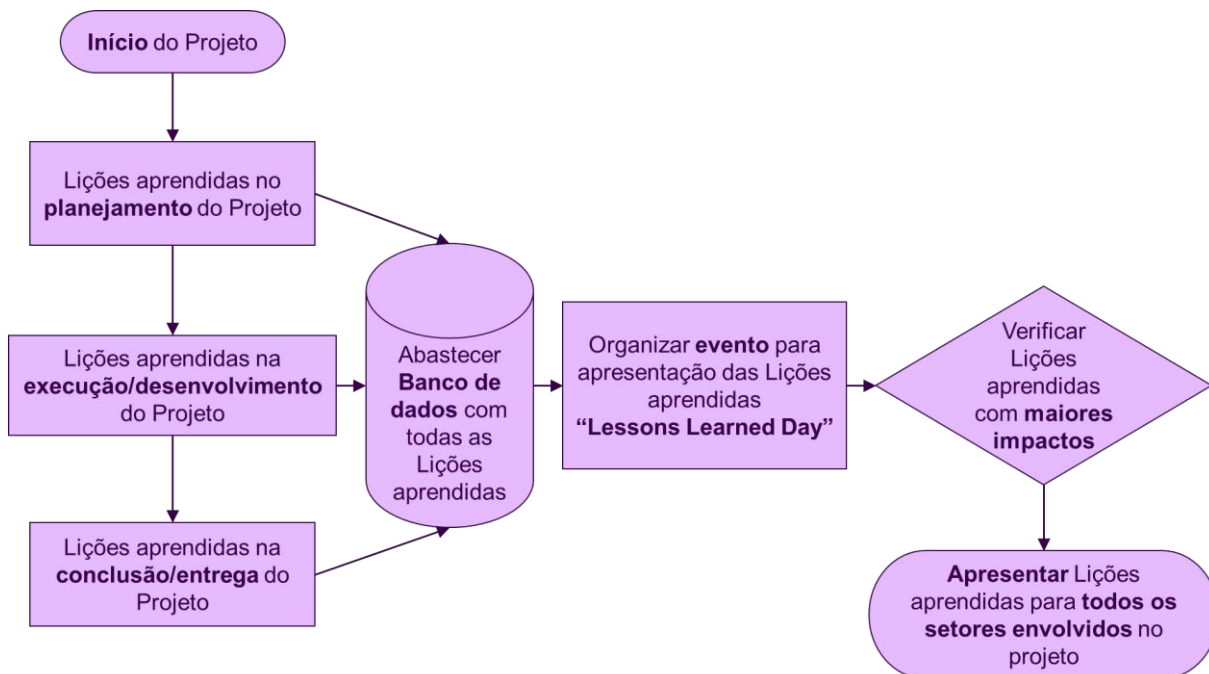 Início do Projeto
Lições aprendidas no
planejamento do Projeto
Lições aprendidas na
execução/desenvolvimento
do Projeto
Lições aprendidas na
conclusão/entrega do
Projeto
Abastecer
Banco de
dados com
todas as
Lições
aprendidas
Organizar evento para
apresentação das Lições
aprendidas
“Lessons Learned Day”
Verificar
Lições
aprendidas
com maiores
impactos
Apresentar Lições
aprendidas para todos os
setores envolvidos no
projeto